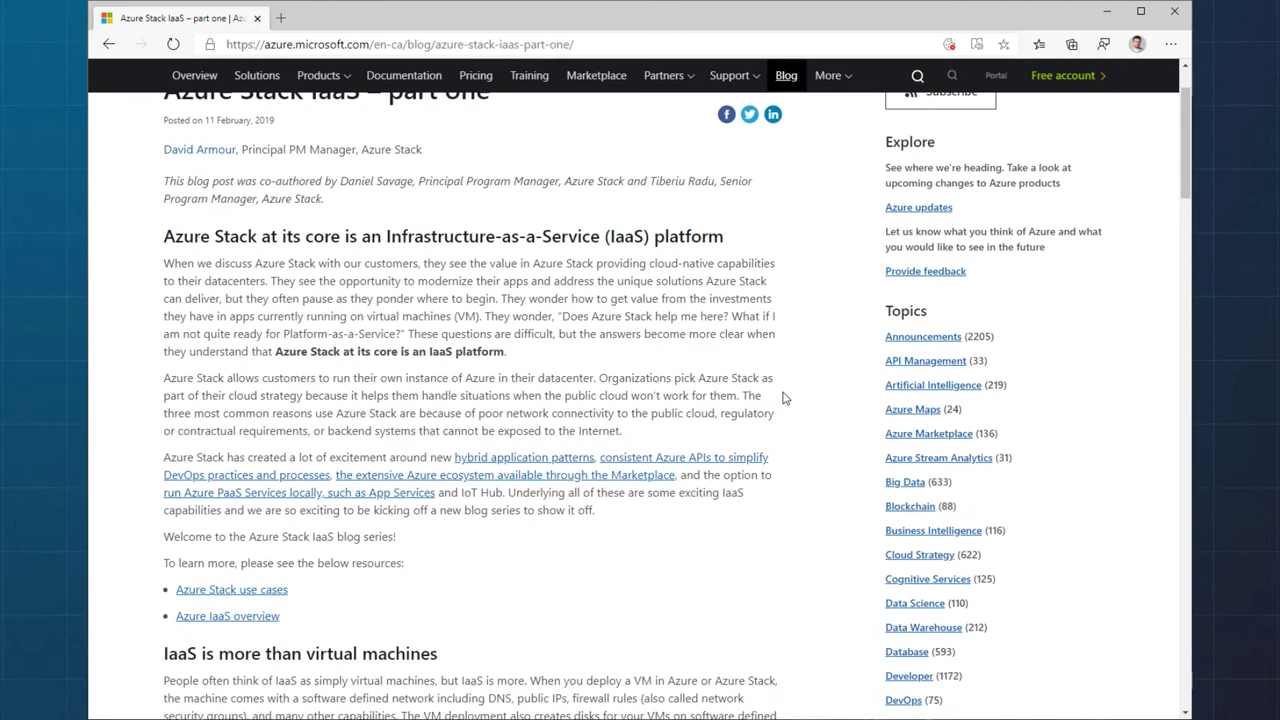 Azure Stack IaaS – part one | Az
https://azure.microsoft.com/en-ca/blog/azure-stack-iaas-part-one/
Overview Solutions Products Documentation Pricing Training Marketplace Partners Support Blog More Portal Free account
Azure Stack IaaS – part one
Subscribe
Posted on 11 February, 2019
David Armour, Principal PM Manager, Azure Stack
This blog post was co-authored by Daniel Savage, Principal Program Manager, Azure Stack and Tiberiu Radu, Senior
Program Manager, Azure Stack.
Azure Stack at its core is an Infrastructure-as-a-Service (IaaS) platform
When we discuss Azure Stack with our customers, they see the value in Azure Stack providing cloud-native capabilities
to their datacenters. They see the opportunity to modernize their apps and address the unique solutions Azure Stack
can deliver, but they often pause as they ponder where to begin. They wonder how to get value from the investments
they have in apps currently running on virtual machines (VM). They wonder, “Does Azure Stack help me here? What if I
am not quite ready for Platform-as-a-Service?” These questions are difficult, but the answers become more clear when
they understand that Azure Stack at its core is an IaaS platform.
Azure Stack allows customers to run their own instance of Azure in their datacenter. Organizations pick Azure Stack as
part of their cloud strategy because it helps them handle situations when the public cloud won’t work for them. The
three most common reasons use Azure Stack are because of poor network connectivity to the public cloud, regulatory
or contractual requirements, or backend systems that cannot be exposed to the Internet.
Azure Stack has created a lot of excitement around new hybrid application patterns, consistent Azure APIs to simplify
DevOps practices and processes, the extensive Azure ecosystem available through the Marketplace, and the option to
run Azure PaaS Services locally, such as App Services and IoT Hub. Underlying all of these are some exciting IaaS
capabilities and we are so exciting to be kicking off a new blog series to show it off.
Welcome to the Azure Stack IaaS blog series!
To learn more, please see the below resources:
Azure Stack use cases
Azure IaaS overview
IaaS is more than virtual machines
People often think of IaaS as simply virtual machines, but IaaS is more. When you deploy a VM in Azure or Azure Stack,
the machine comes with a software defined network including DNS, public IPs, firewall rules (also called network
security groups), and many other capabilities. The VM deployment also creates disks for your VMs on software defined
Explore
See where we’re heading. Take a look at
upcoming changes to Azure products
Azure updates
Let us know what you think of Azure and what
you would like to see in the future
Provide feedback
Topics
Announcements (2205)
API Management (33)
Artificial Intelligence (219)
Azure Maps (24)
Azure Marketplace (136)
Azure Stream Analytics (31)
Big Data (633)
Blockchain (88)
Business Intelligence (116)
Cloud Strategy (622)
Cognitive Services (125)
Data Science (110)
Data Warehouse (212)
Database (593)
Developer (1172)
DevOps (75)